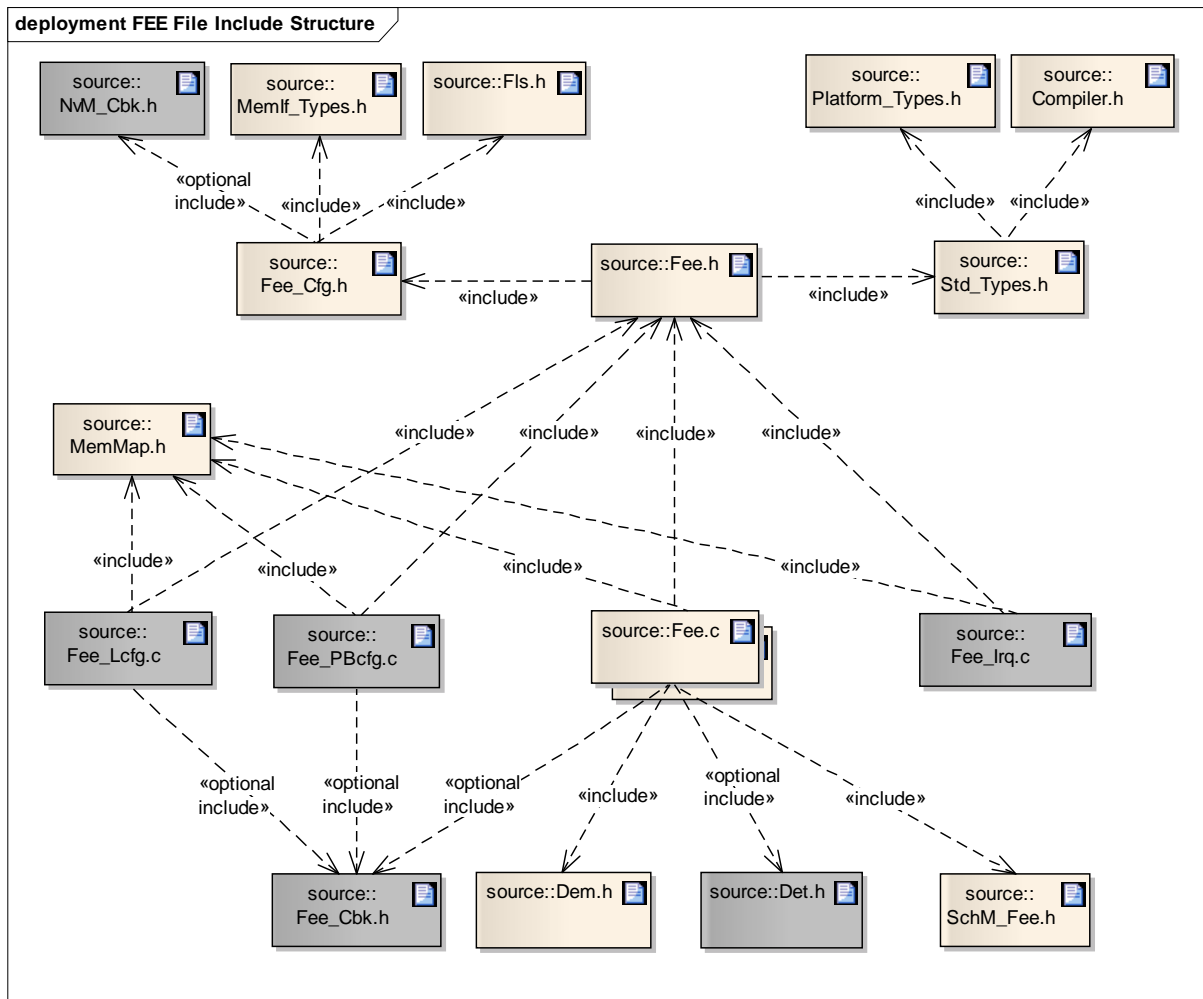 deployment FEE File Include Structure
source::
NvM_Cbk.h
source::
MemIf_Types.h
source::Fls.h
source::
Platform_Types.h
source::
Compiler.h
«optional
include»
«include»
«include»
«include»
«include»
source::
Fee_Cfg.h
source::Fee.h
source::
Std_Types.h
«include»
«include»
source::
MemMap.h
«include»
«include»
«include»
«include»
«include»
«include»
«include»
«include»
source::
Fee_Lcfg.c
source::
Fee_PBcfg.c
source::Fee.c
source::
Fee_Irq.c
«optional
include»
«optional
include»
«optional
include»
«include»
«optional
include»
«include»
source::
Fee_Cbk.h
source::Dem.h
source::Det.h
source::
SchM_Fee.h